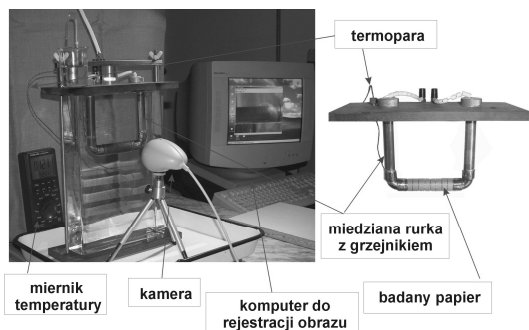 termopara
miedziana rurka
z grzejnikiem
miernik
temperatury
kamera
komputer do
rejestracji obrazu
badany papier